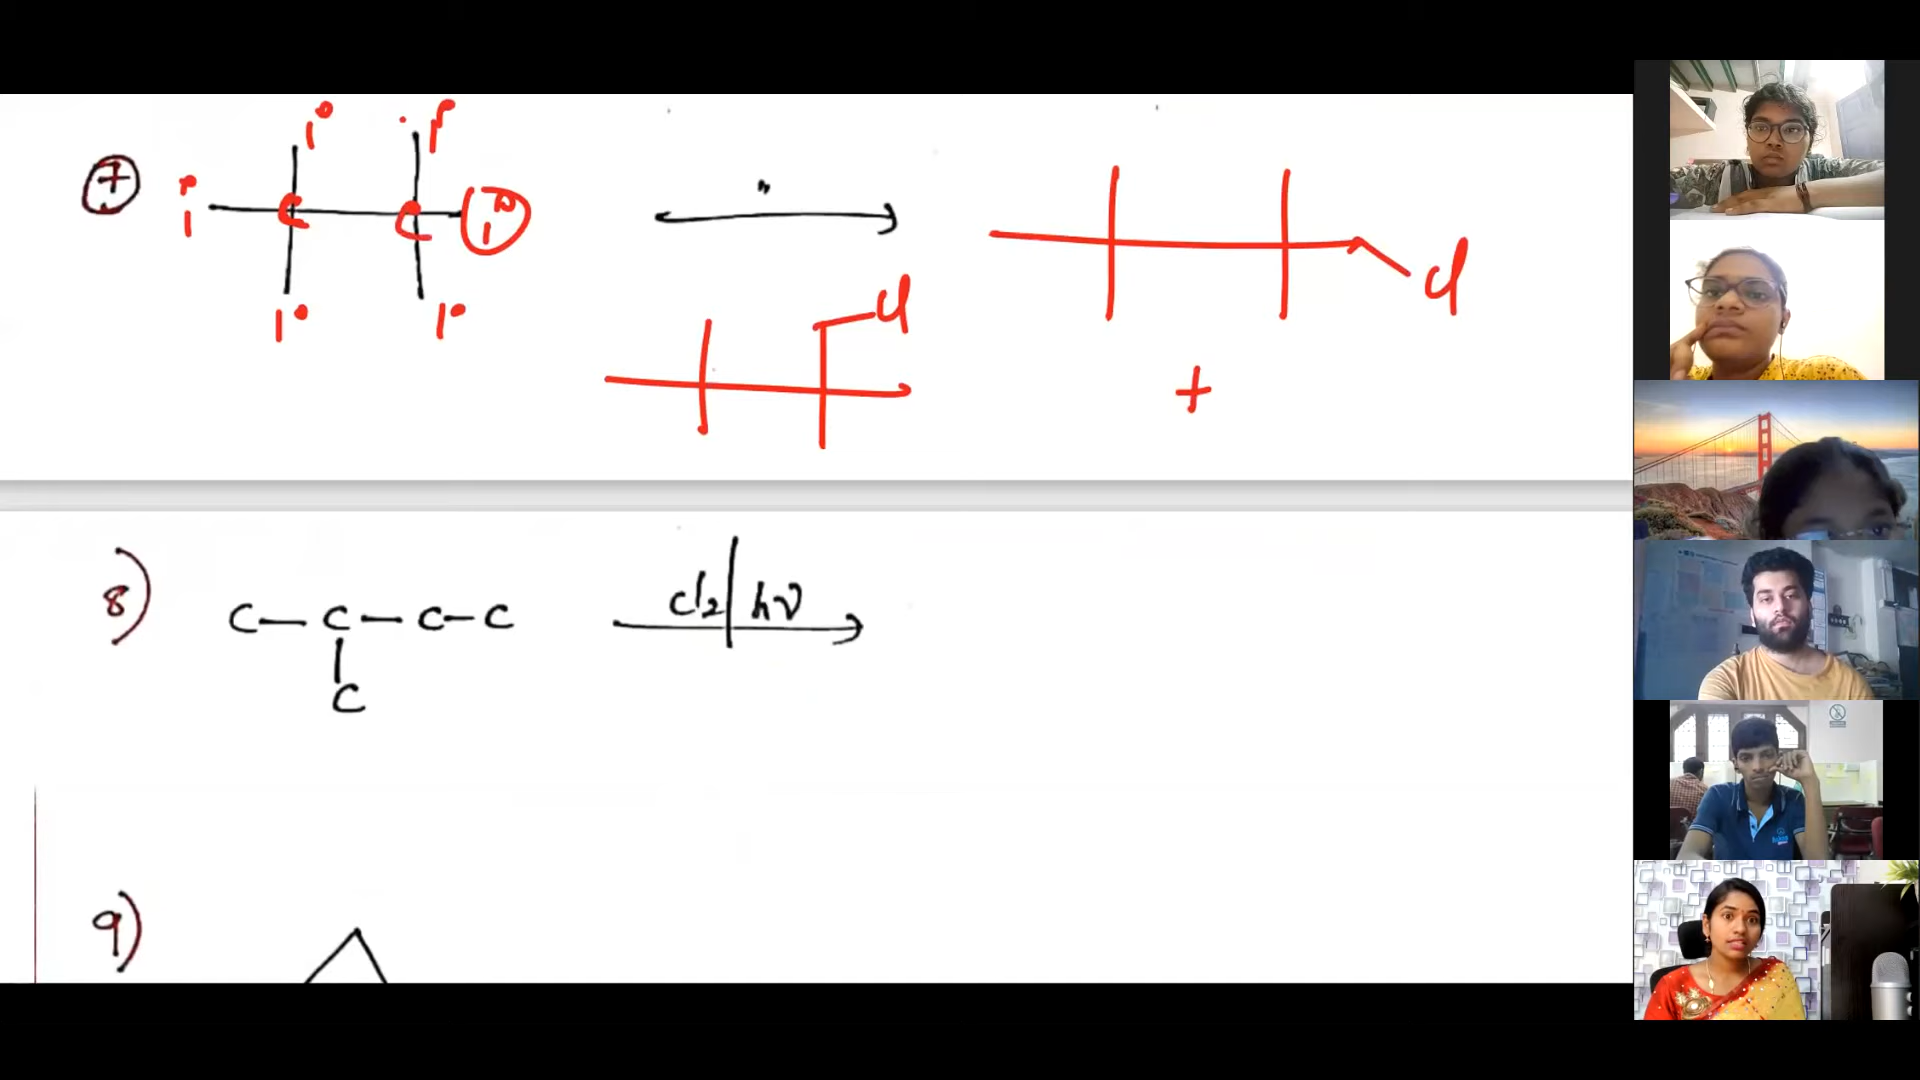 7
1° 1°
1° C C 1°
1° 1°
"
Cl
Cl
+
8)
C — C — C — C
|
C
Cl2 | hν
9)